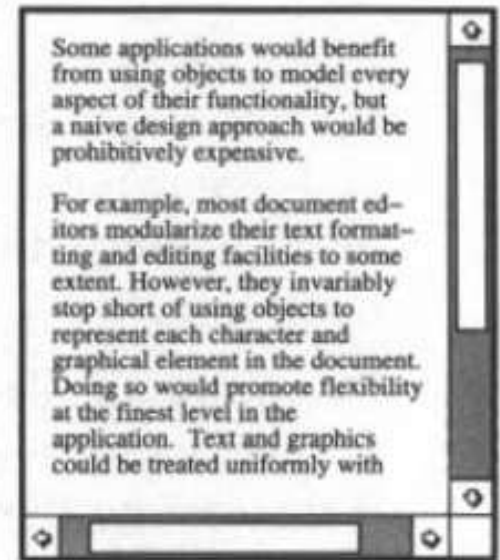 Some applications would benefit
from using objects to model every
aspect of their functionality, but
a naive design approach would be
prohibitively expensive.
For example, most document ed–
itors modularize their text format–
ting and editing facilities to some
extent. However, they invariably
stop short of using objects to
represent each character and
graphical element in the document.
Doing so would promote flexibility
at the finest level in the
application. Text and graphics
could be treated uniformly with